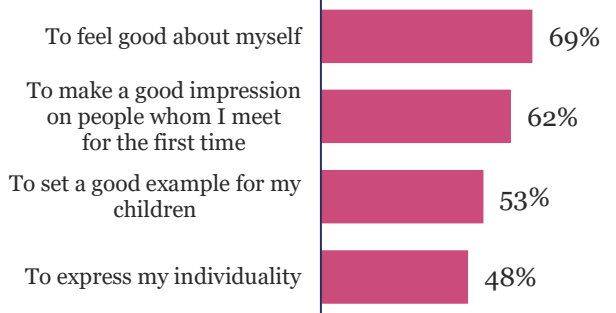 To feel good about myself
69%
To make a good impression
on people whom I meet
for the first time
62%
To set a good example for my
children
53%
To express my individuality
48%